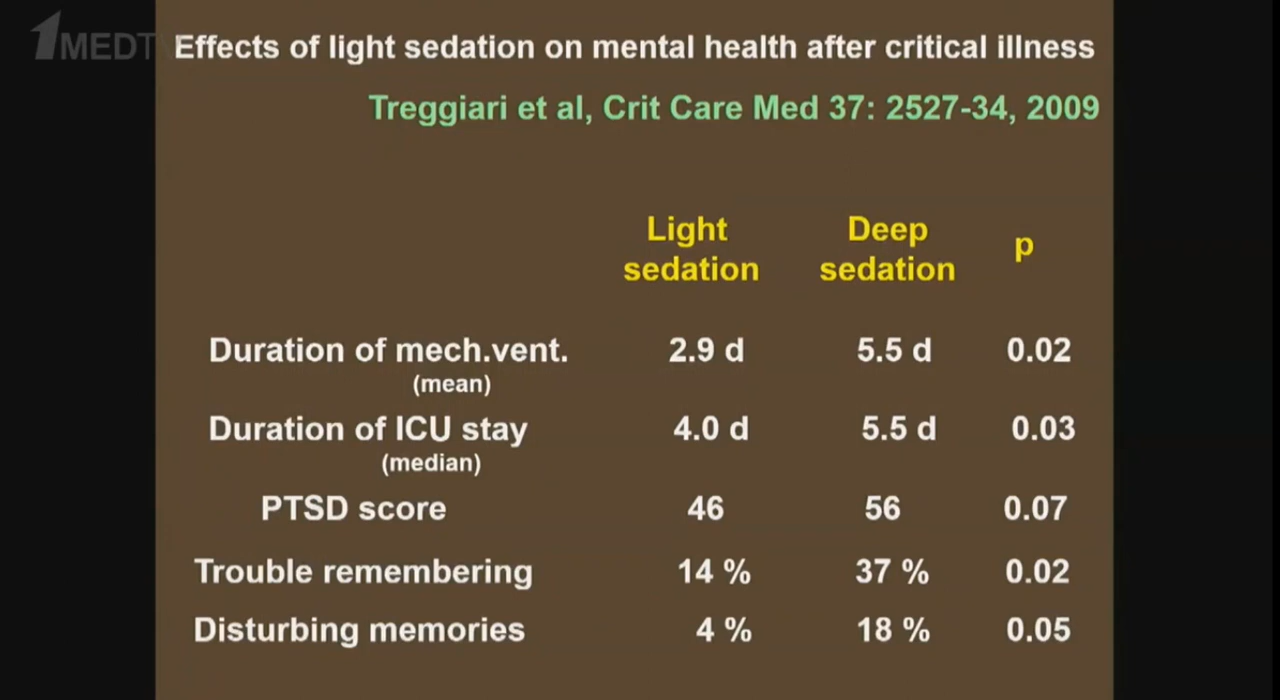 1MEDTV
Effects of light sedation on mental health after critical illness
Treggiari et al, Crit Care Med 37: 2527-34, 2009
Light sedation Deep sedation p
Duration of mech.vent. 2.9 d 5.5 d 0.02
(mean)
Duration of ICU stay 4.0 d 5.5 d 0.03
(median)
PTSD score 46 56 0.07
Trouble remembering 14 % 37 % 0.02
Disturbing memories 4 % 18 % 0.05